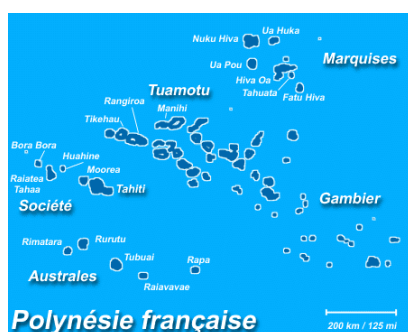 Nuku Hiva
Ua Huka
Ua Pou
Marquises
Hiva Oa
Tahuata
Fatu Hiva
Tuamotu
Rangiroa
Manihi
Tikehau
Bora Bora
Huahine
Moorea
Raiatea
Tahaa
Tahiti
Société
Gambier
Rimatara
Rurutu
Tubuai
Rapa
Raiavavae
Australes
Polynésie française
200 km / 125 mi